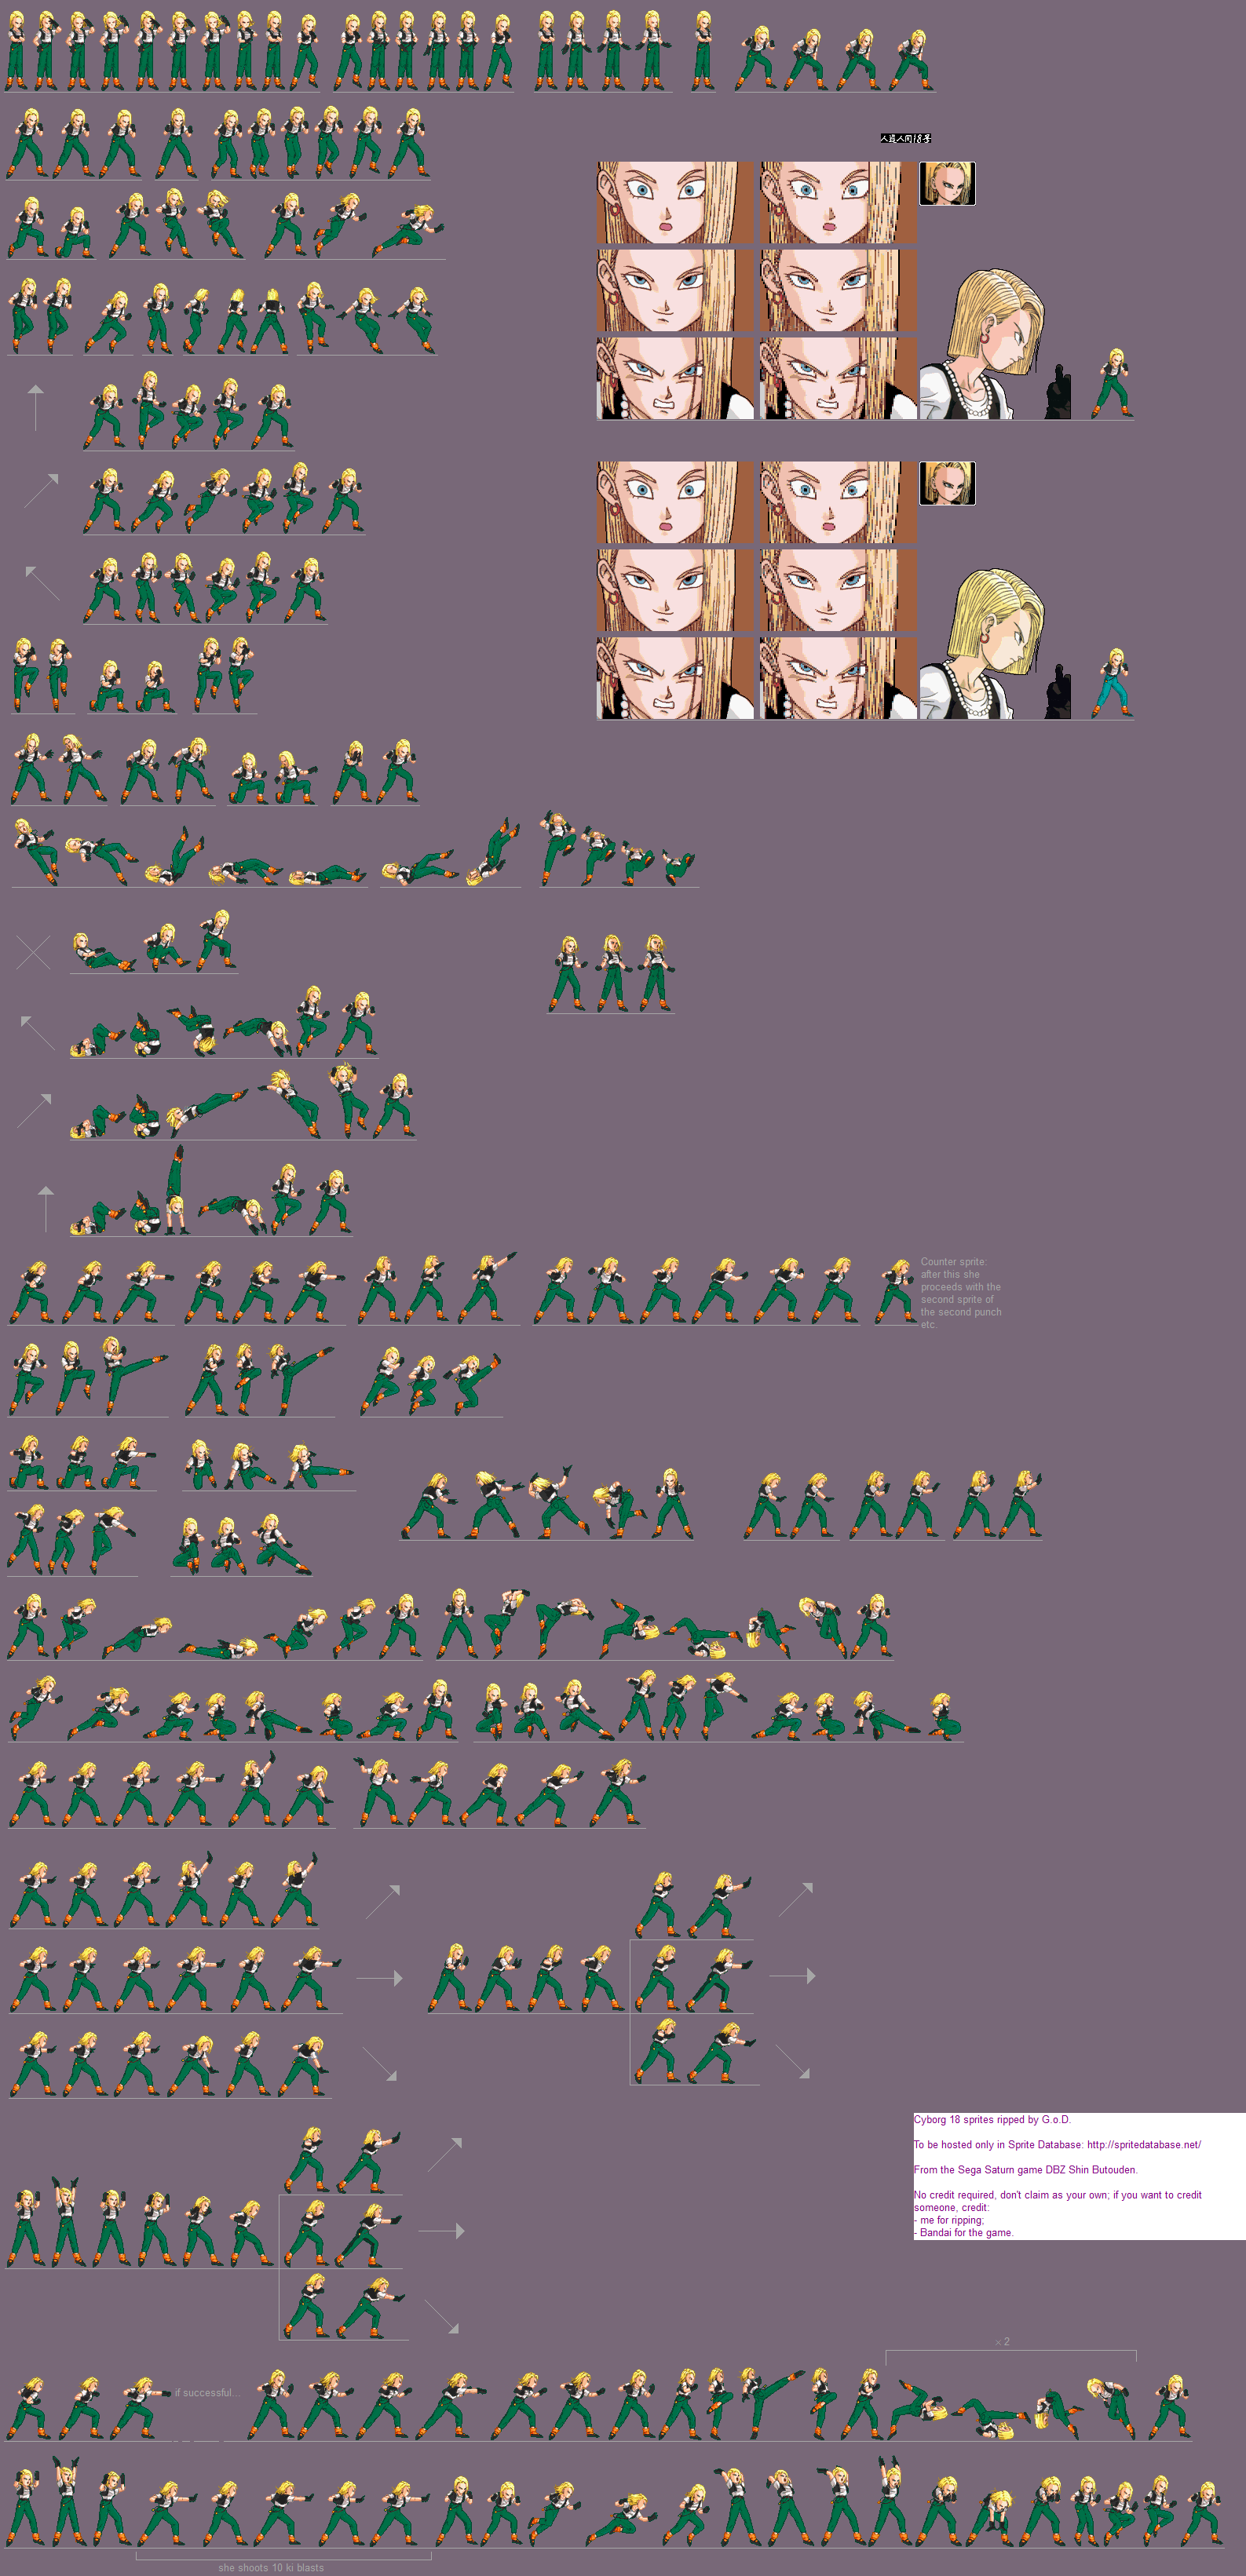 人造人間18号
Counter sprite:
after this she
proceeds with the
second sprite of
the second punch
etc.
Cyborg 18 sprites ripped by G.o.D.
To be hosted only in Sprite Database: http://spritedatabase.net/
From the Sega Saturn game DBZ Shin Butouden.
No credit required, don't claim as your own; if you want to credit
someone, credit:
- me for ripping;
- Bandai for the game.
x 2
if successful...
she shoots 10 ki blasts